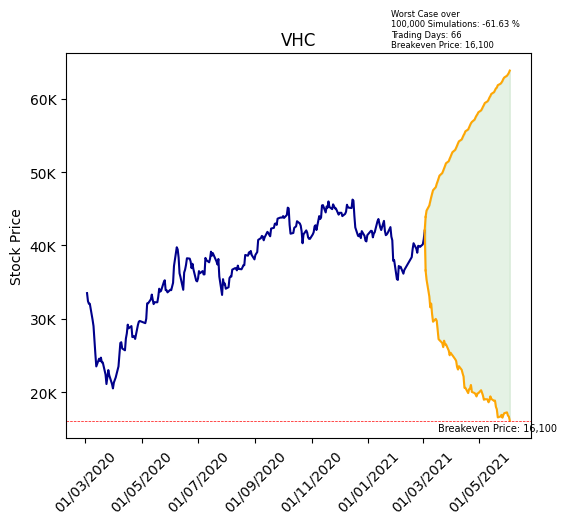 Worst Case over
100,000 Simulations: -61.63 %
Trading Days: 66
Breakeven Price: 16,100
VHC
Stock Price
60K
50K
40K
30K
20K
Breakeven Price: 16,100
01/03/2020
01/05/2020
01/07/2020
01/09/2020
01/11/2020
01/01/2021
01/03/2021
01/05/2021